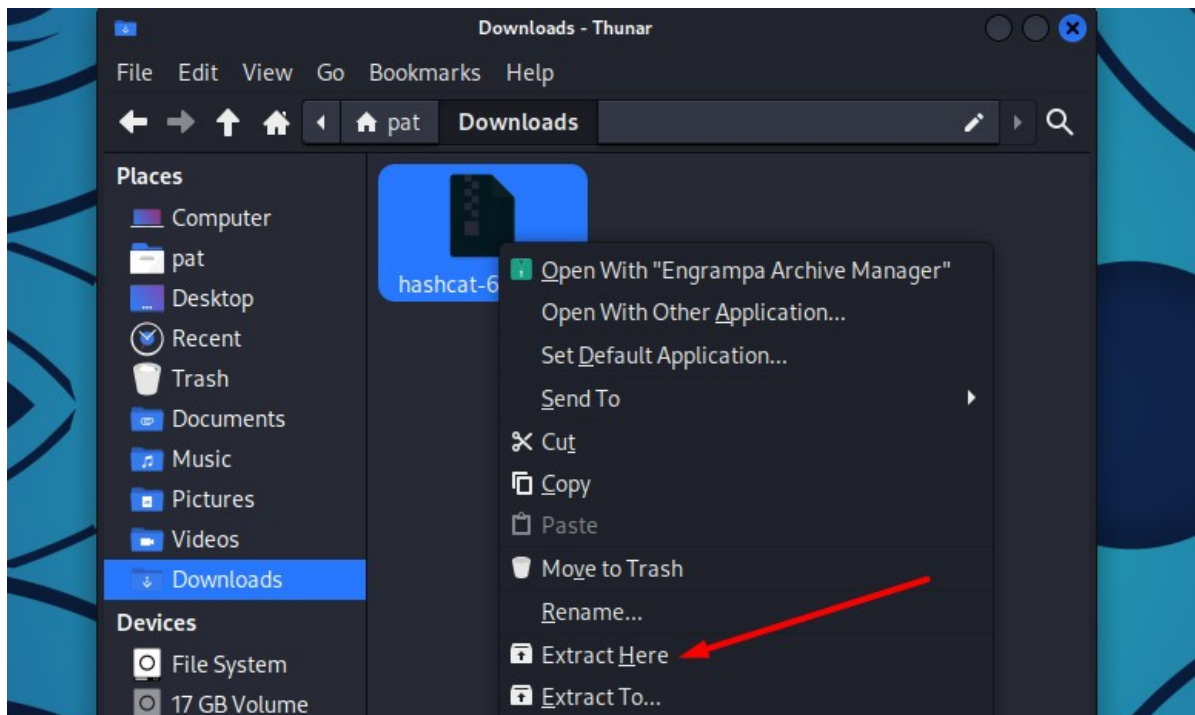 Downloads - Thunar
File Edit View Go Bookmarks Help
pat Downloads
Places
Computer
pat
Desktop
Recent
Trash
Documents
Music
Pictures
Videos
Downloads
Devices
File System
17 GB Volume
hashcat-6
Open With "Engrampa Archive Manager"
Open With Other Application...
Set Default Application...
Send To
Cut
Copy
Paste
Move to Trash
Rename...
Extract Here
Extract To...